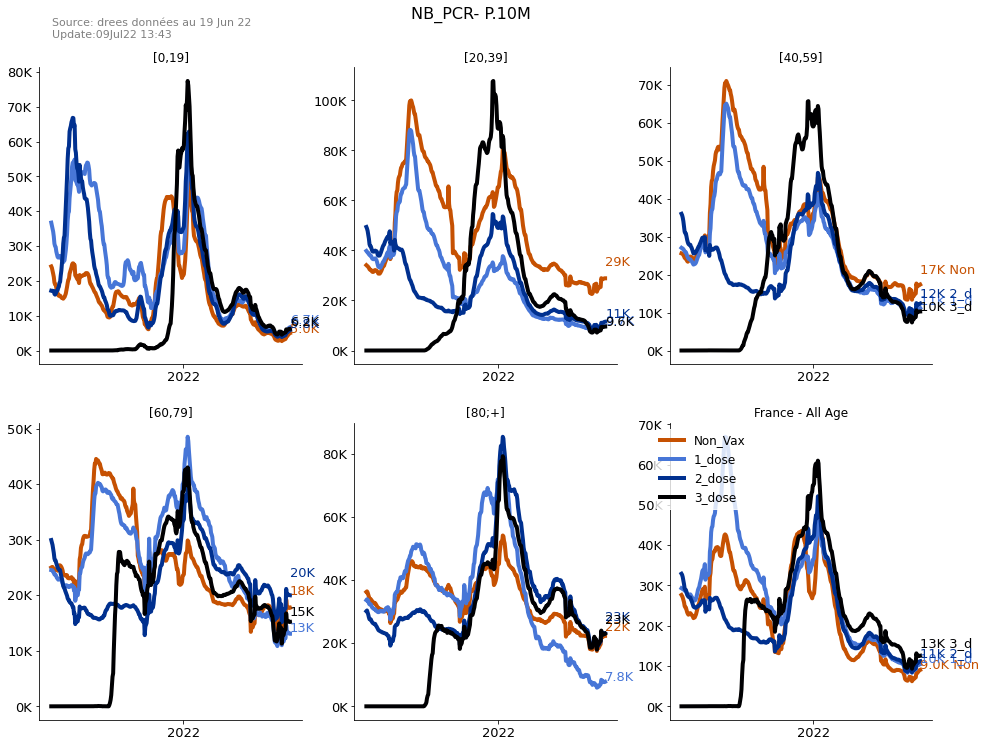 NB_PCR- P.10M
Source: drees données au 19 Jun 22
Update:09Jul22 13:43
[0,19]
80K
70K
60K
50K
40K
30K
20K
10K
0K
2022
[20,39]
100K
80K
60K
40K
20K
0K
29K
11K
9.6K
2022
[40,59]
70K
60K
50K
40K
30K
20K
10K
0K
17K Non
12K 2_d
10K 3_d
2022
[60,79]
50K
40K
30K
20K
10K
0K
20K
18K
15K
13K
2022
[80;+]
80K
60K
40K
20K
0K
23K
22K
7.8K
2022
France - All Age
70K
60K
50K
40K
30K
20K
10K
0K
Non_Vax
1_dose
2_dose
3_dose
13K 3_d
11K 2_d
9.0K Non
2022